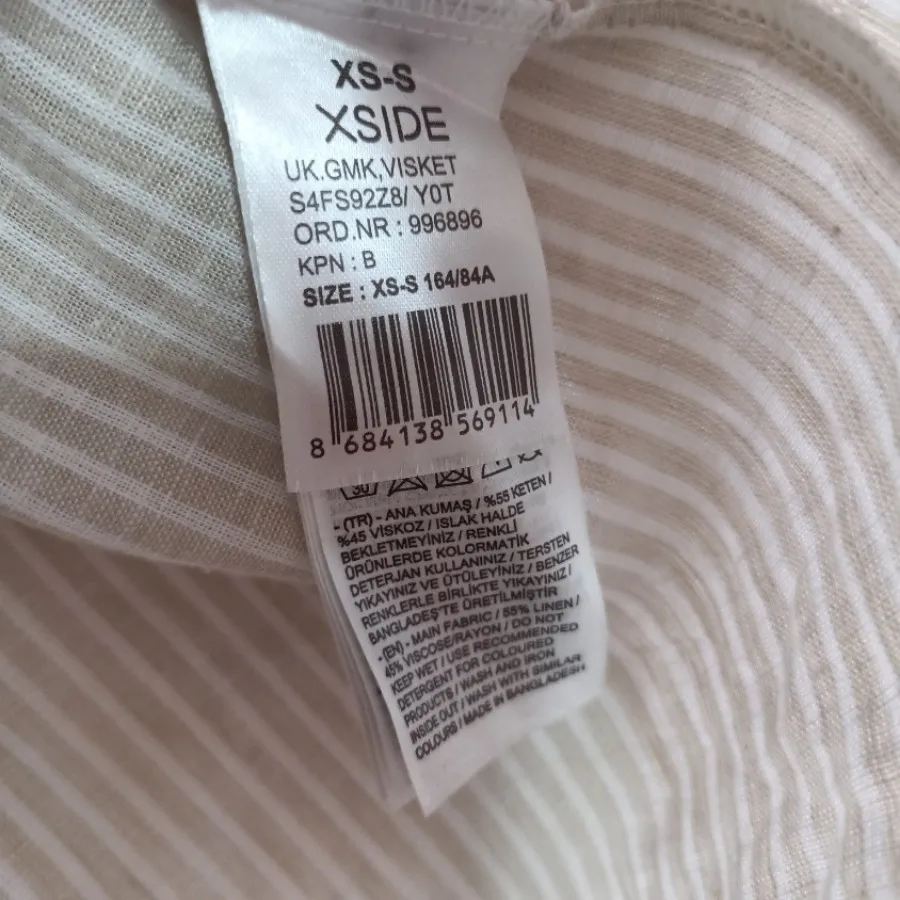 XS-S
XSIDE
UK.GMK,VISKET
S4FS92Z8/ Y0T
ORD.NR : 996896
KPN : B
SIZE : XS-S 164/84A
8 684138 569114
30
- (TR) - ANA KUMAŞ / %55 KETEN /
%45 VİSKOZ / ISLAK HALDE
BEKLETMEYİNİZ / RENKLİ
ÜRÜNLERDE KOLORMATİK
DETERJAN KULLANINIZ / TERSTEN
YIKAYINIZ VE ÜTÜLEYİNİZ / BENZER
RENKLERLE BİRLİKTE YIKAYINIZ /
BANGLADEŞ'TE ÜRETİLMİŞTİR
- (EN) - MAIN FABRIC / 55% LINEN /
45% VISCOSE/RAYON / DO NOT
KEEP WET / USE RECOMMENDED
DETERGENT FOR COLOURED
PRODUCTS / WASH AND IRON
INSIDE OUT / WASH WITH SIMILAR
COLOURS / MADE IN BANGLADESH